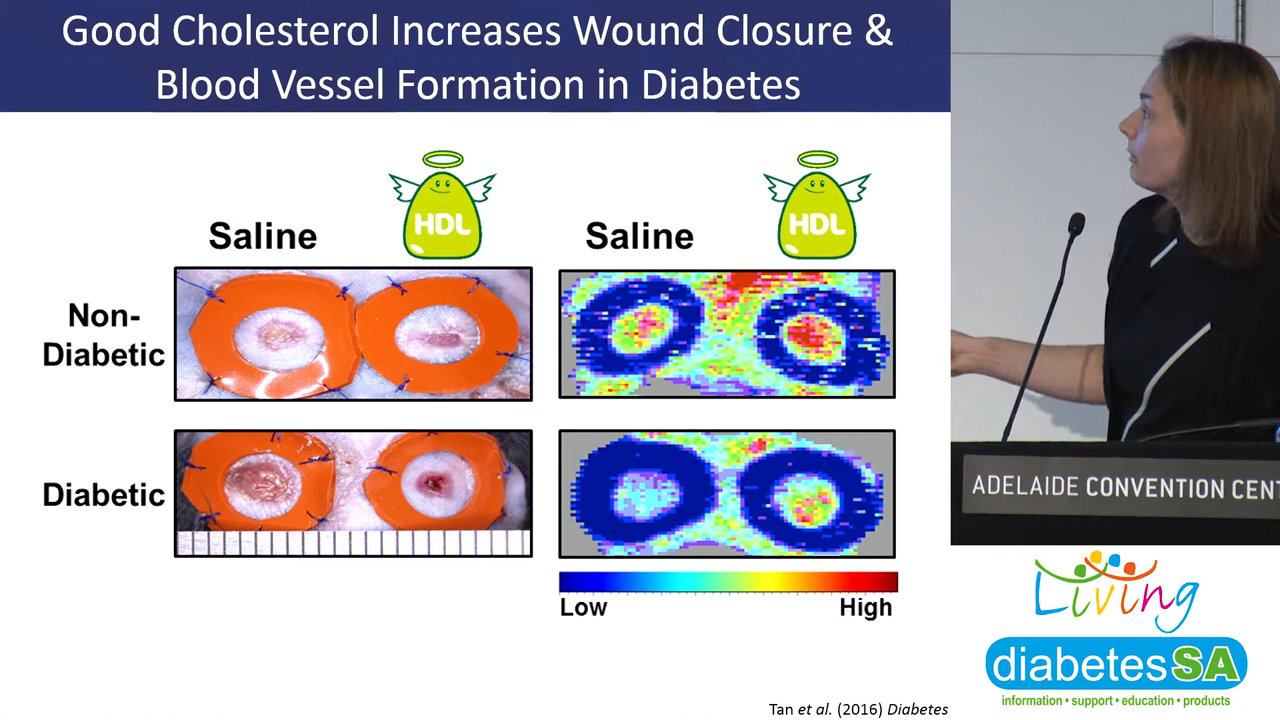 Good Cholesterol Increases Wound Closure &
Blood Vessel Formation in Diabetes
Saline
HDL
Saline
HDL
Non-
Diabetic
Diabetic
Low
High
Tan et al. (2016) Diabetes
ADELAIDE CONVENTION CENT
Living
diabetesSA
information • support • education • products